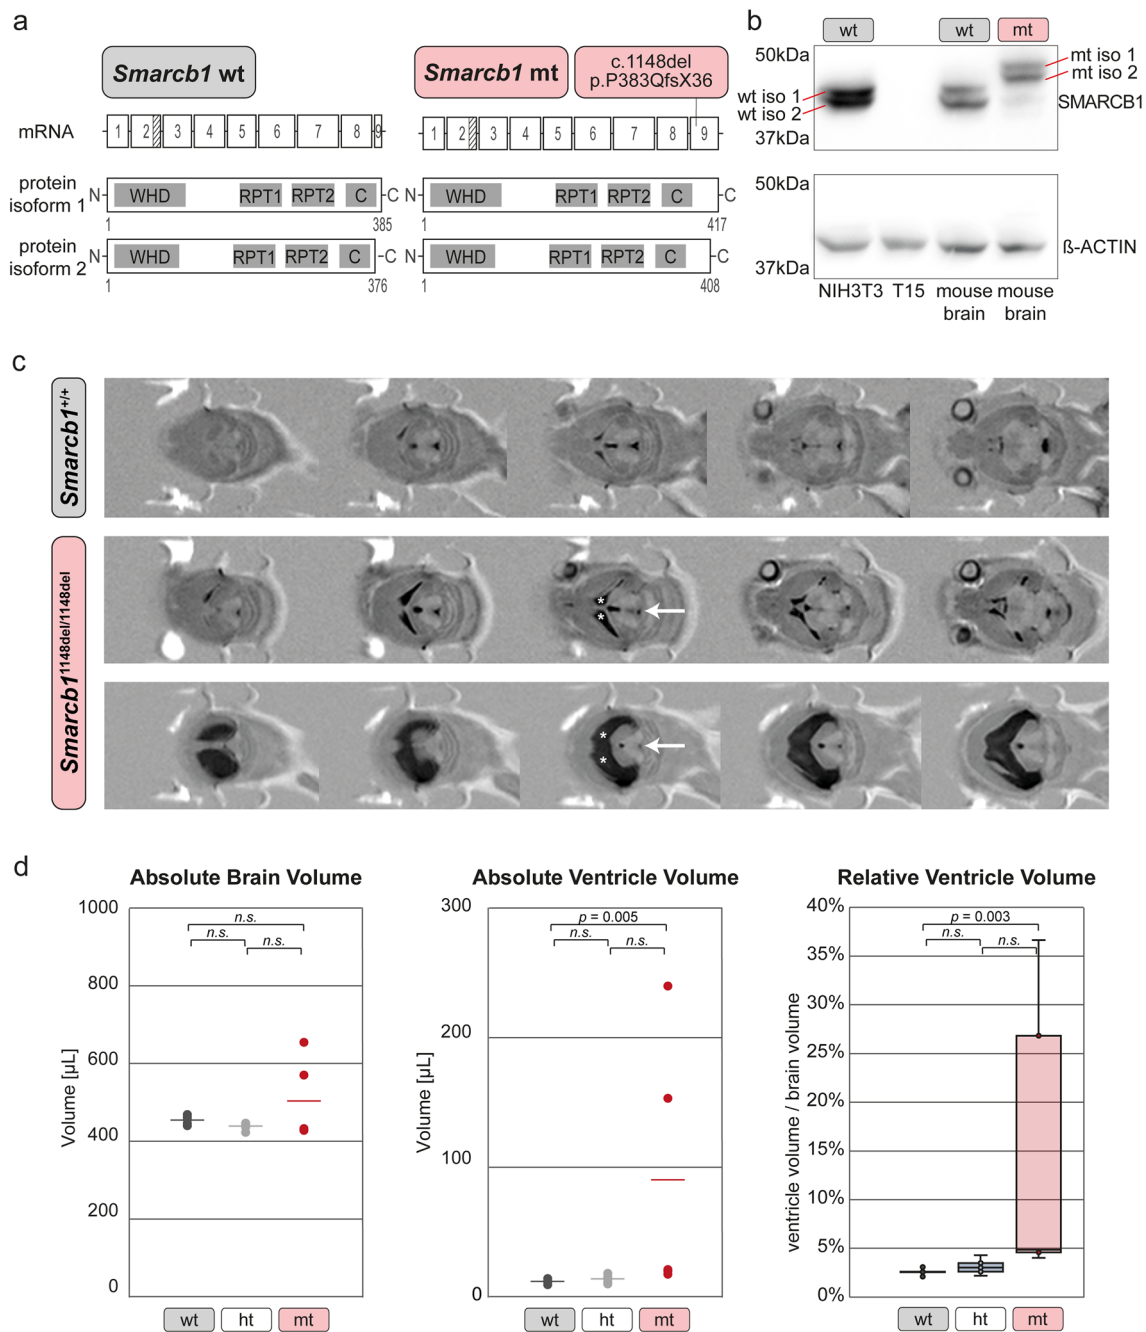 a
Smarcb1 wt
Smarcb1 mt
c.1148del
p.P383QfsX36
mRNA
1 2 3 4 5 6 7 8 9
1 2 3 4 5 6 7 8 9
protein
isoform 1
N WHD RPT1 RPT2 C C
1 385
N WHD RPT1 RPT2 C C
1 417
protein
isoform 2
N WHD RPT1 RPT2 C C
1 376
N WHD RPT1 RPT2 C C
1 408
b
wt wt mt
50kDa
mt iso 1
mt iso 2
wt iso 1
wt iso 2
SMARCB1
37kDa
50kDa
ß-ACTIN
37kDa
NIH3T3 T15 mouse mouse
brain brain
c
Smarcb1+/+
Smarcb11148del/1148del
* *
* *
d
Absolute Brain Volume
1000
800
600
400
200
0
Volume [µL]
n.s.
n.s. n.s.
wt ht mt
Absolute Ventricle Volume
300
200
100
0
Volume [µL]
p = 0.005
n.s. n.s.
wt ht mt
Relative Ventricle Volume
40%
35%
30%
25%
20%
15%
10%
5%
0%
ventricle volume / brain volume
p = 0.003
n.s. n.s.
wt ht mt